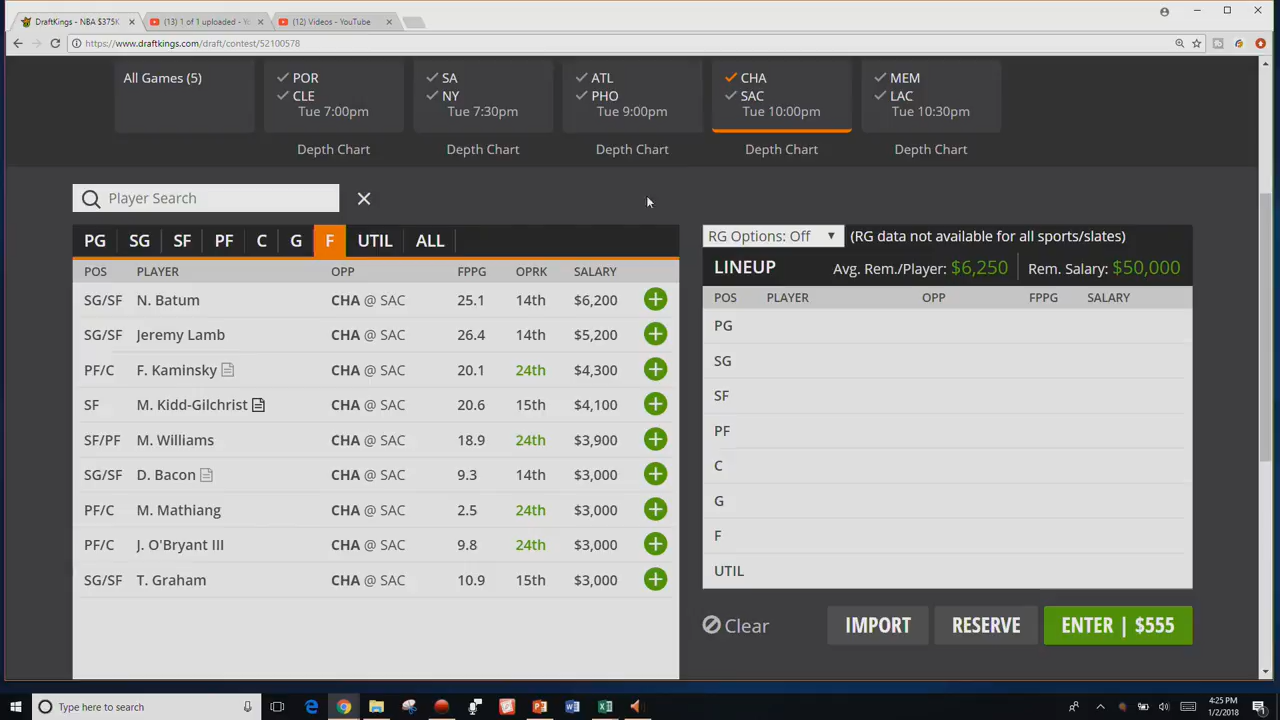 DraftKings - NBA $375K
(13) 1 of 1 uploaded - Yo
(12) Videos - YouTube
https://www.draftkings.com/draft/contest/52100578
All Games (5)
POR
CLE
Tue 7:00pm
SA
NY
Tue 7:30pm
ATL
PHO
Tue 9:00pm
CHA
SAC
Tue 10:00pm
MEM
LAC
Tue 10:30pm
Depth Chart Depth Chart Depth Chart Depth Chart Depth Chart
Player Search
PG SG SF PF C G F UTIL ALL
POS PLAYER OPP FPPG OPRK SALARY
SG/SF N. Batum CHA @ SAC 25.1 14th $6,200
SG/SF Jeremy Lamb CHA @ SAC 26.4 14th $5,200
PF/C F. Kaminsky CHA @ SAC 20.1 24th $4,300
SF M. Kidd-Gilchrist CHA @ SAC 20.6 15th $4,100
SF/PF M. Williams CHA @ SAC 18.9 24th $3,900
SG/SF D. Bacon CHA @ SAC 9.3 14th $3,000
PF/C M. Mathiang CHA @ SAC 2.5 24th $3,000
PF/C J. O'Bryant III CHA @ SAC 9.8 24th $3,000
SG/SF T. Graham CHA @ SAC 10.9 15th $3,000
RG Options: Off (RG data not available for all sports/slates)
LINEUP Avg. Rem./Player: $6,250 Rem. Salary: $50,000
POS PLAYER OPP FPPG SALARY
PG
SG
SF
PF
C
G
F
UTIL
Clear IMPORT RESERVE ENTER | $555
Type here to search
4:25 PM
1/2/2018